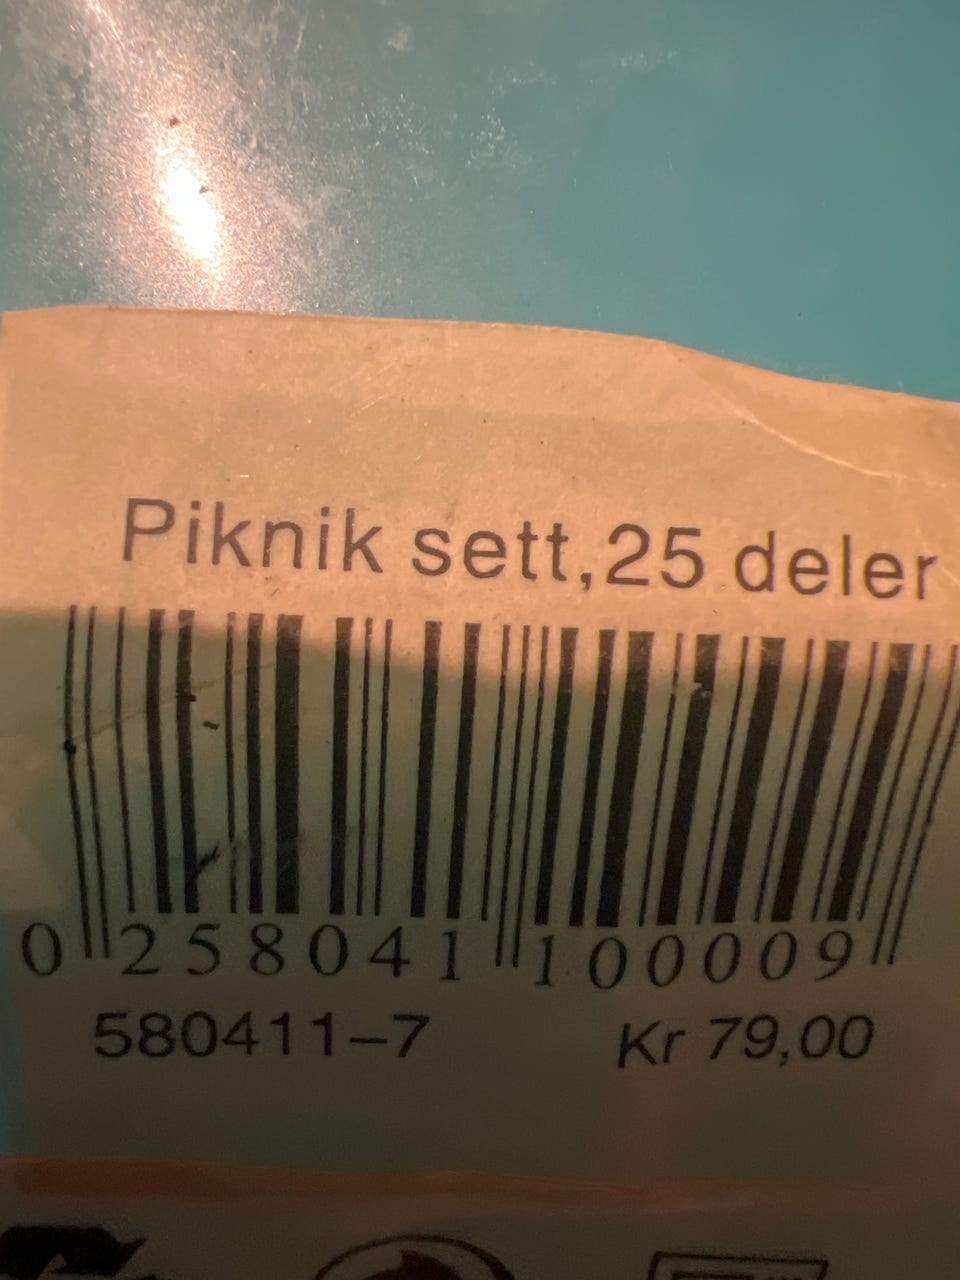 Piknik sett,25 deler
0 258041 100009
580411-7 Kr 79,00